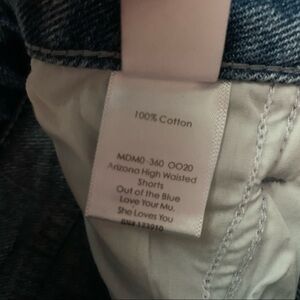 100% Cotton
MDM0-360 OO20
Arizona High Waisted
Shorts
Out of the Blue
Love Your Mu,
She Loves You